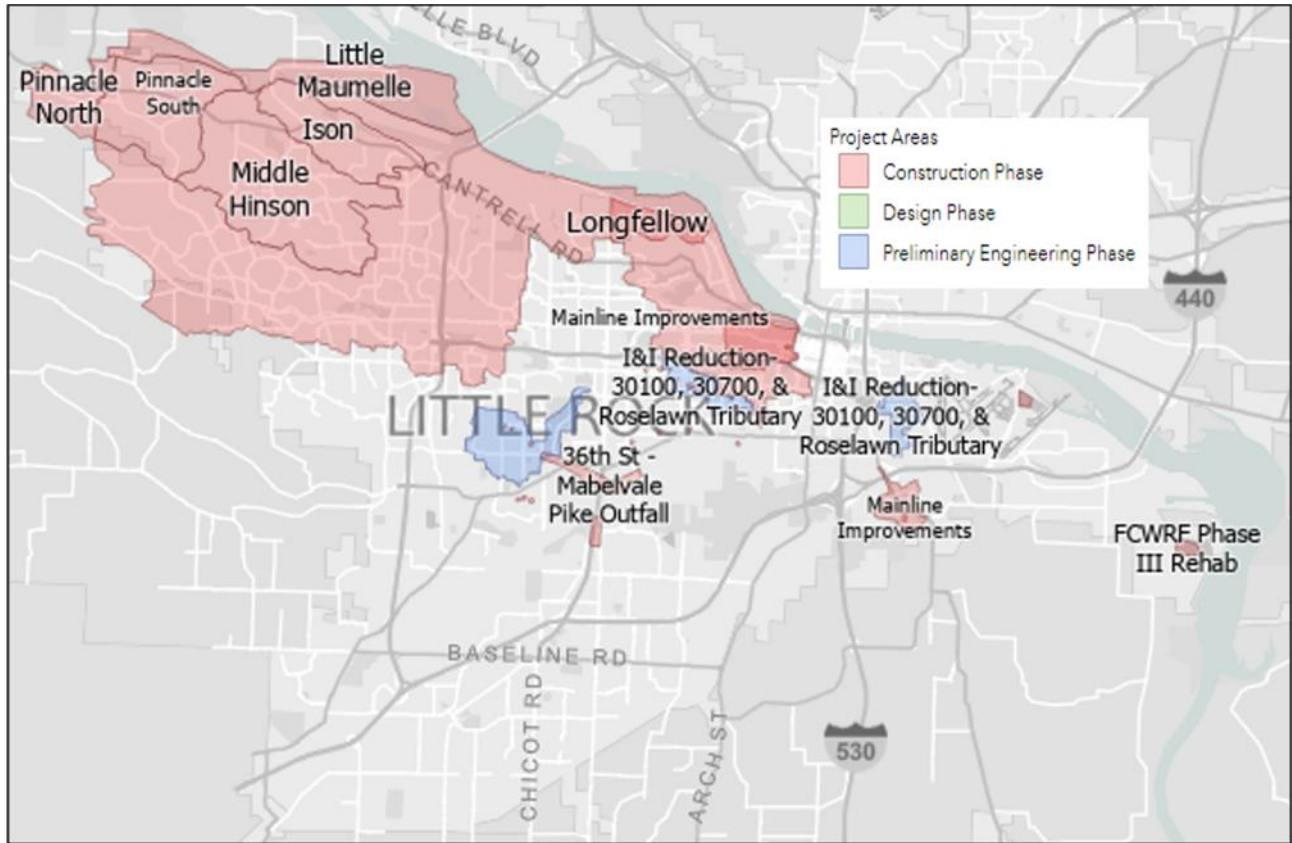 ELLE BLVD
Little
Maumelle
Pinnacle
North
Pinnacle
South
Ison
Middle
Hinson
CANTRELL RD
Longfellow
Project Areas
Construction Phase
Design Phase
Preliminary Engineering Phase
440
Mainline Improvements
I&I Reduction-
30100, 30700, &
Roselawn Tributary
I&I Reduction-
30100, 30700, &
Roselawn Tributary
LITTLE ROCK
36th St -
Mabelvale
Pike Outfall
Mainline
Improvements
FCWRF Phase
III Rehab
BASELINE RD
CHICOT RD
ARCH ST
530